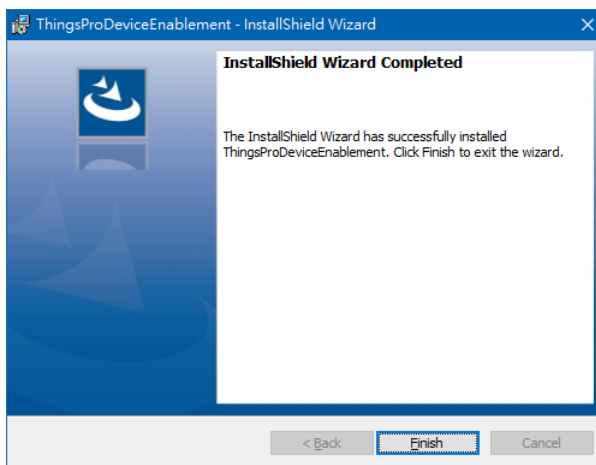 ThingsProDeviceEnablement - InstallShield Wizard
InstallShield Wizard Completed
The InstallShield Wizard has successfully installed
ThingsProDeviceEnablement. Click Finish to exit the wizard.
< Back
Finish
Cancel